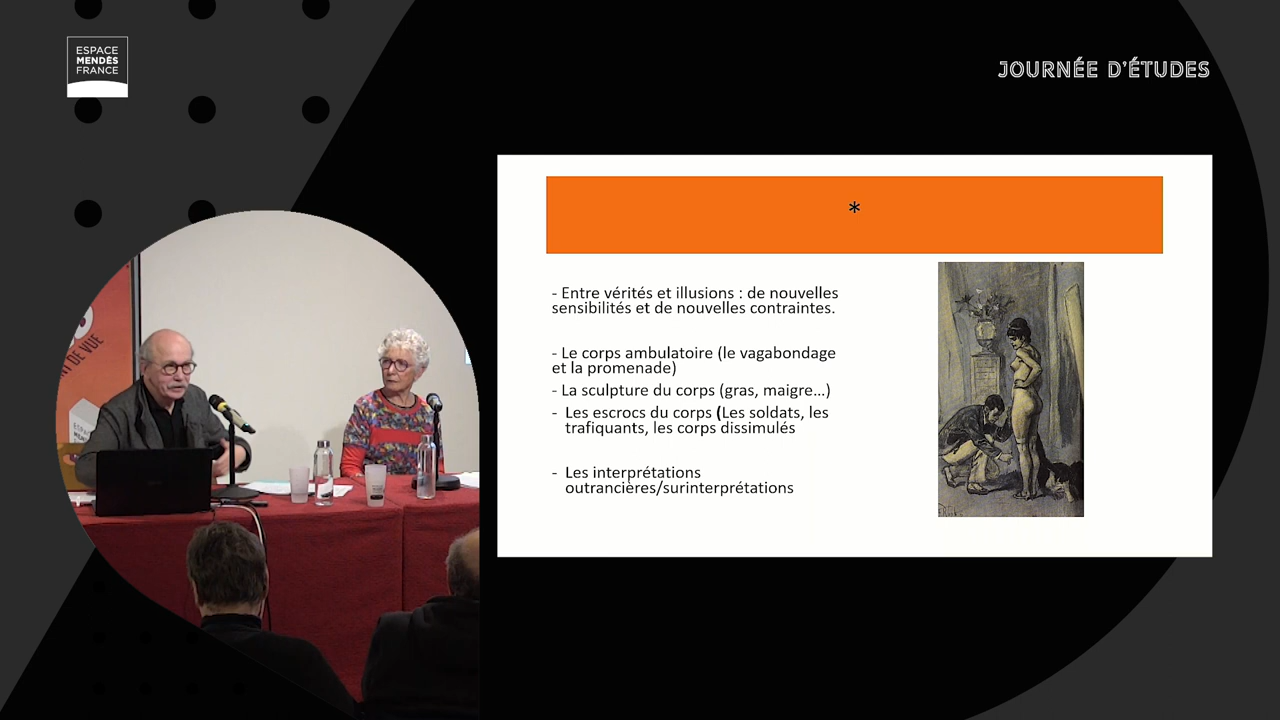 ESPACE
MENDÈS
FRANCE
JOURNÉE D'ÉTUDES
*
- Entre vérités et illusions : de nouvelles
sensibilités et de nouvelles contraintes.
- Le corps ambulatoire (le vagabondage
et la promenade)
- La sculpture du corps (gras, maigre...)
- Les escrocs du corps (Les soldats, les
trafiquants, les corps dissimulés
- Les interprétations
outrancières/surinterprétations
DE VUE